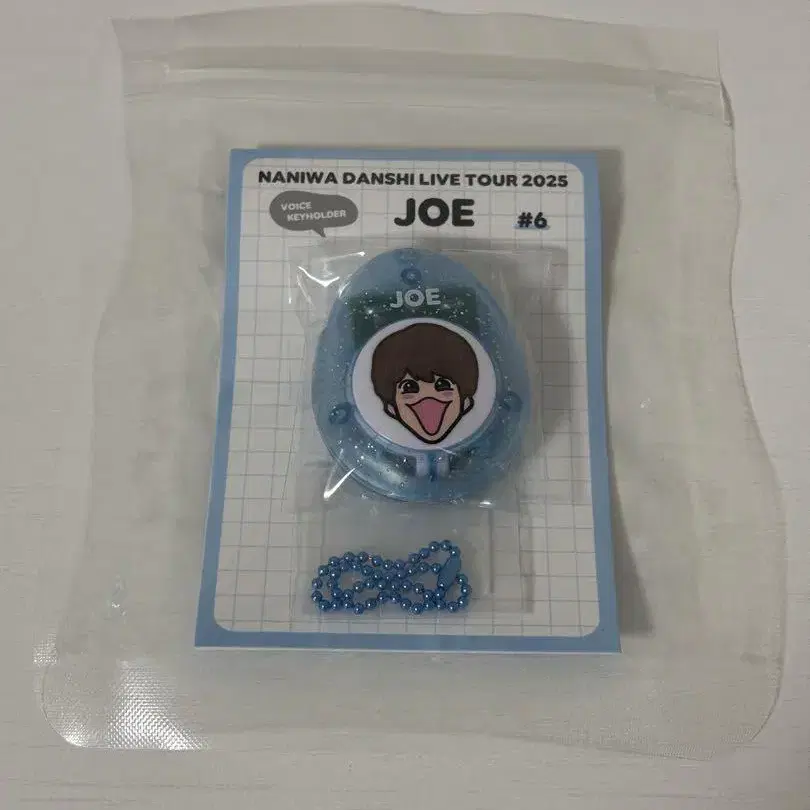 NANIWA DANSHI LIVE TOUR 2025
VOICE
KEYHOLDER
JOE
#6
JOE